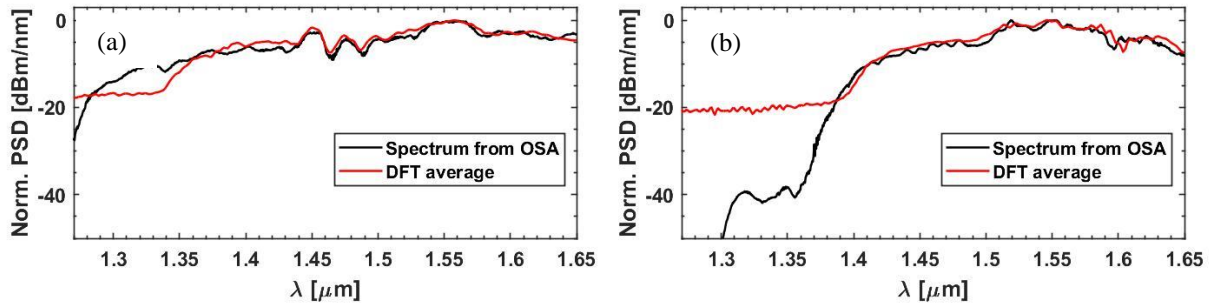 (a)
Norm. PSD [dBm/nm]
0
-20
-40
Spectrum from OSA
DFT average
1.3 1.35 1.4 1.45 1.5 1.55 1.6 1.65
λ [μm]
(b)
Norm. PSD [dBm/nm]
0
-20
-40
Spectrum from OSA
DFT average
1.3 1.35 1.4 1.45 1.5 1.55 1.6 1.65
λ [μm]